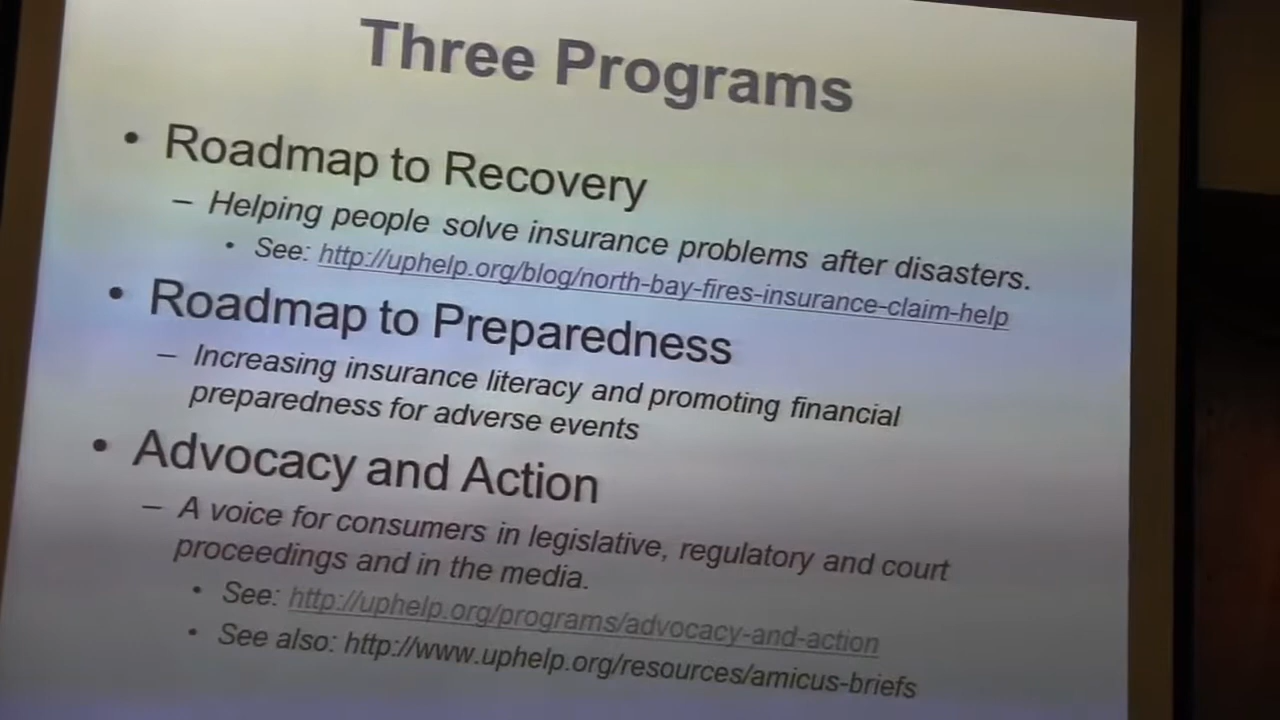 Three Programs
• Roadmap to Recovery
– Helping people solve insurance problems after disasters.
• See: http://uphelp.org/blog/north-bay-fires-insurance-claim-help
• Roadmap to Preparedness
– Increasing insurance literacy and promoting financial
preparedness for adverse events
• Advocacy and Action
– A voice for consumers in legislative, regulatory and court
proceedings and in the media.
• See: http://uphelp.org/programs/advocacy-and-action
• See also: http://www.uphelp.org/resources/amicus-briefs